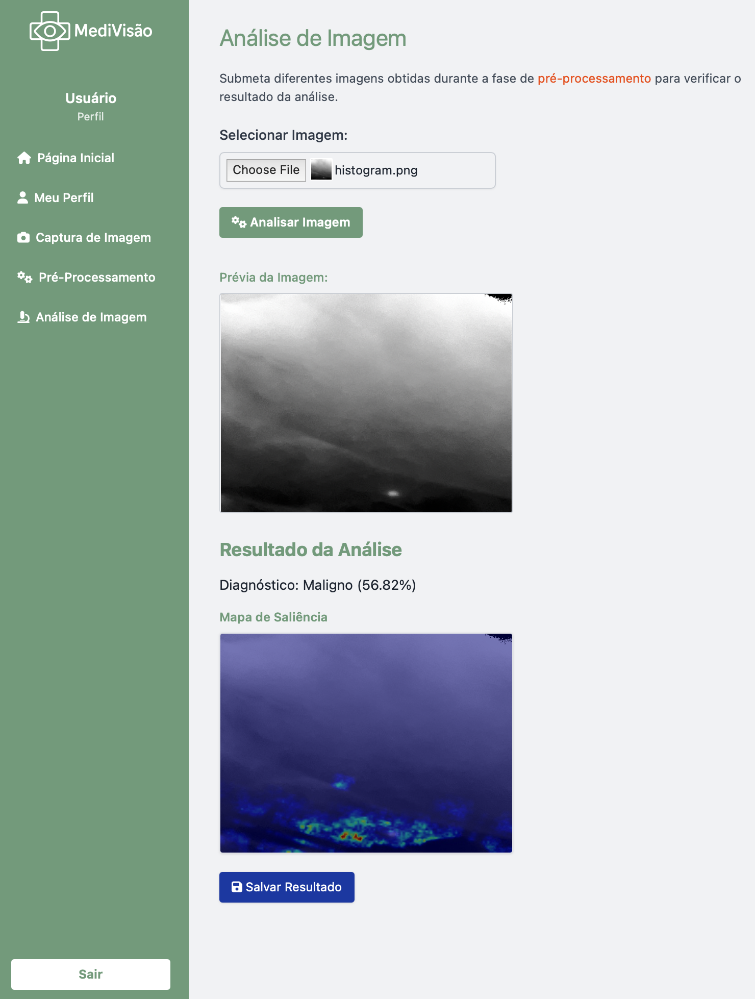 MediVisão
Usuário
Perfil
Página Inicial
Meu Perfil
Captura de Imagem
Pré-Processamento
Análise de Imagem
Sair
Análise de Imagem
Submeta diferentes imagens obtidas durante a fase de pré-processamento para verificar o
resultado da análise.
Selecionar Imagem:
Choose File histogram.png
Analisar Imagem
Prévia da Imagem:
Resultado da Análise
Diagnóstico: Maligno (56.82%)
Mapa de Saliência
Salvar Resultado